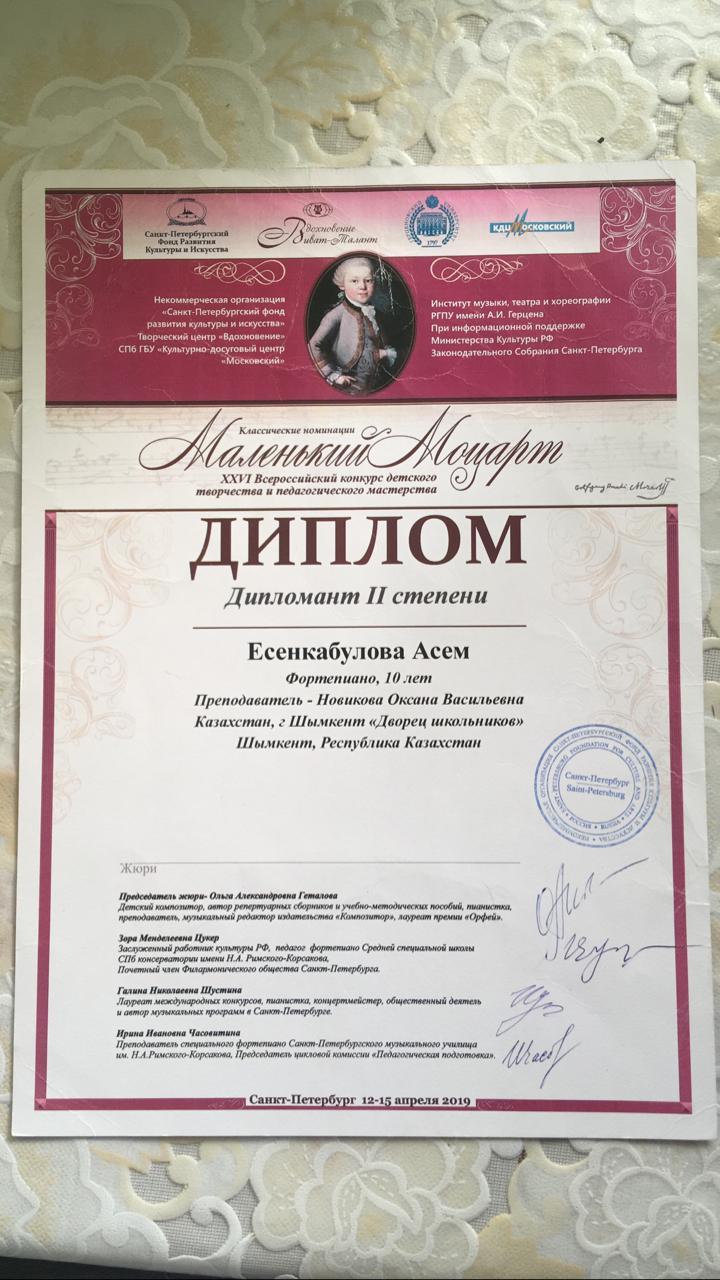 Санкт-Петербургский
Фонд Развития
Культуры и Искусства
Вдохновение
Виват-Талант
1797
КДЦ Московский
Некоммерческая организация
«Санкт-Петербургский фонд
развития культуры и искусства»
Творческий центр «Вдохновение»
СПб ГБУ «Культурно-досуговый центр
«Московский»
Институт музыки, театра и хореографии
РГПУ имени А.И. Герцена
При информационной поддержке
Министерства Культуры РФ
Законодательного Собрания Санкт-Петербурга
Классические номинации
Маленький Моцарт
XXVI Всероссийский конкурс детского
творчества и педагогического мастерства
ДИПЛОМ
Дипломант II степени
Есенкабулова Асем
Фортепиано, 10 лет
Преподаватель - Новикова Оксана Васильевна
Казахстан, г Шымкент «Дворец школьников»
Шымкент, Республика Казахстан
Санкт-Петербург
Saint-Petersburg
Жюри
Председатель жюри- Ольга Александровна Геталова
Детский композитор, автор репертуарных сборников и учебно-методических пособий, пианистка,
преподаватель, музыкальный редактор издательства «Композитор», лауреат премии «Орфей».
Зора Менделеевна Цукер
Заслуженный работник культуры РФ, педагог фортепиано Средней специальной школы
СПб консерватории имени Н.А. Римского-Корсакова,
Почетный член Филармонического общества Санкт-Петербурга.
Галина Николаевна Шустина
Лауреат международных конкурсов, пианистка, концертмейстер, общественный деятель
и автор музыкальных программ в Санкт-Петербурге.
Ирина Ивановна Часовитина
Преподаватель специального фортепиано Санкт-Петербургского музыкального училища
им. Н.А.Римского-Корсакова, Председатель цикловой комиссии «Педагогическая подготовка».
Санкт-Петербург 12-15 апреля 2019